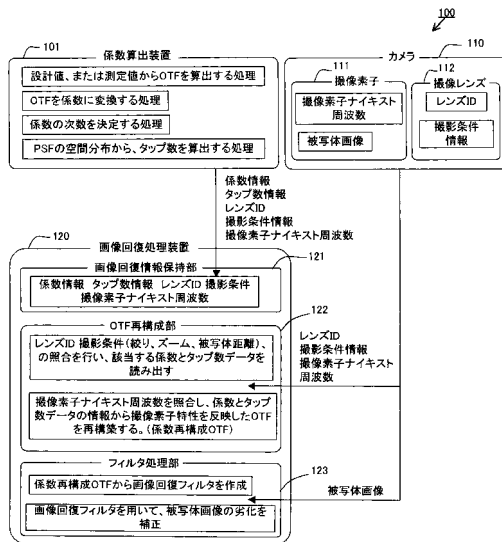 100
101
係数算出装置
設計値、または測定値からOTFを算出する処理
OTFを係数に変換する処理
係数の次数を決定する処理
PSFの空間分布から、タップ数を算出する処理
110
カメラ
111
撮像素子
撮像素子ナイキスト
周波数
被写体画像
112
撮像レンズ
レンズID
撮影条件
情報
係数情報
タップ数情報
レンズID
撮影条件情報
撮像素子ナイキスト周波数
120
画像回復処理装置
121
画像回復情報保持部
係数情報 タップ数情報 レンズID 撮影条件
撮像素子ナイキスト周波数
122
OTF再構成部
レンズID 撮影条件(絞り、ズーム、被写体距離)、
の照合を行い、該当する係数とタップ数データを
読み出す
撮像素子ナイキスト周波数を照合し、係数とタップ
数データの情報から撮像素子特性を反映したOTF
を再構築する。(係数再構成OTF)
レンズID
撮影条件情報
撮像素子ナイキスト
周波数
フィルタ処理部
123
係数再構成OTFから画像回復フィルタを作成
画像回復フィルタを用いて、被写体画像の劣化を
補正
被写体画像